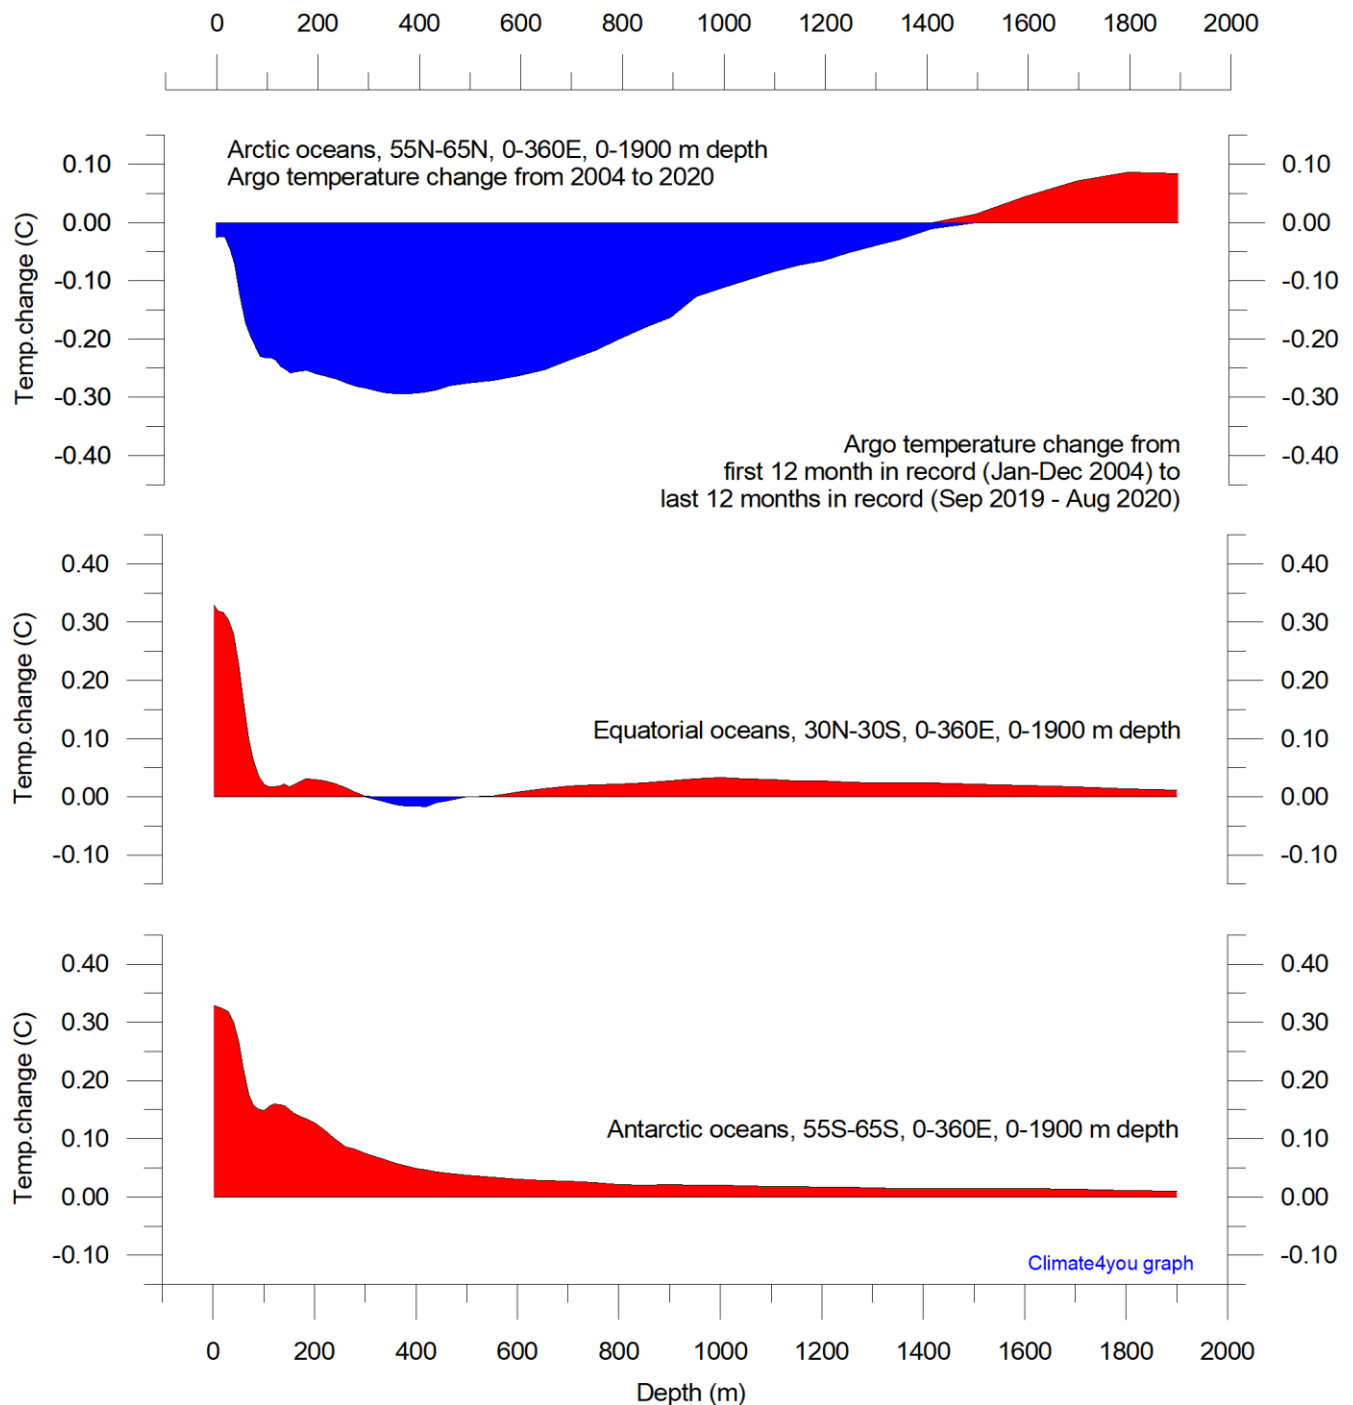 0 200 400 600 800 1000 1200 1400 1600 1800 2000
Arctic oceans, 55N-65N, 0-360E, 0-1900 m depth
Argo temperature change from 2004 to 2020
Temp.change (C)
0.10 0.10
0.00 0.00
-0.10 -0.10
-0.20 -0.20
-0.30 -0.30
-0.40 -0.40
Argo temperature change from
first 12 month in record (Jan-Dec 2004) to
last 12 months in record (Sep 2019 - Aug 2020)
Temp.change (C)
0.40 0.40
0.30 0.30
0.20 0.20
0.10 0.10
0.00 0.00
-0.10 -0.10
Equatorial oceans, 30N-30S, 0-360E, 0-1900 m depth
Temp.change (C)
0.40 0.40
0.30 0.30
0.20 0.20
0.10 0.10
0.00 0.00
-0.10 -0.10
Antarctic oceans, 55S-65S, 0-360E, 0-1900 m depth
Climate4you graph
0 200 400 600 800 1000 1200 1400 1600 1800 2000
Depth (m)